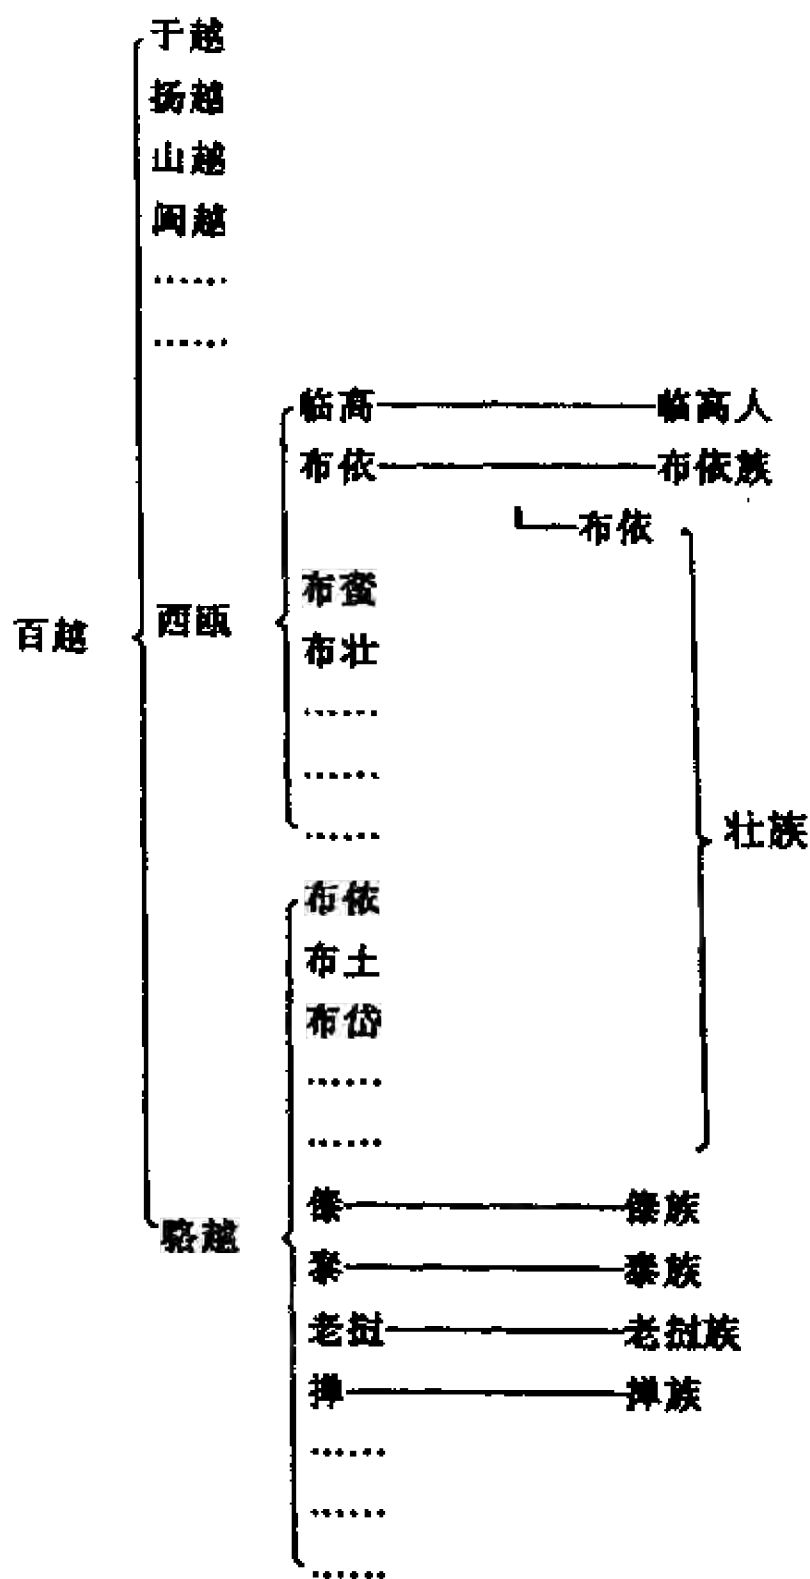 于越
扬越
山越
闽越
……
……
临高 临高人
布依 布依族
布依
布蛮
百越 西瓯
布壮
……
……
…… 壮族
布依
布土
布岱
……
……
傣 傣族
骆越
泰 泰族
老挝 老挝族
掸 掸族
……
……
……